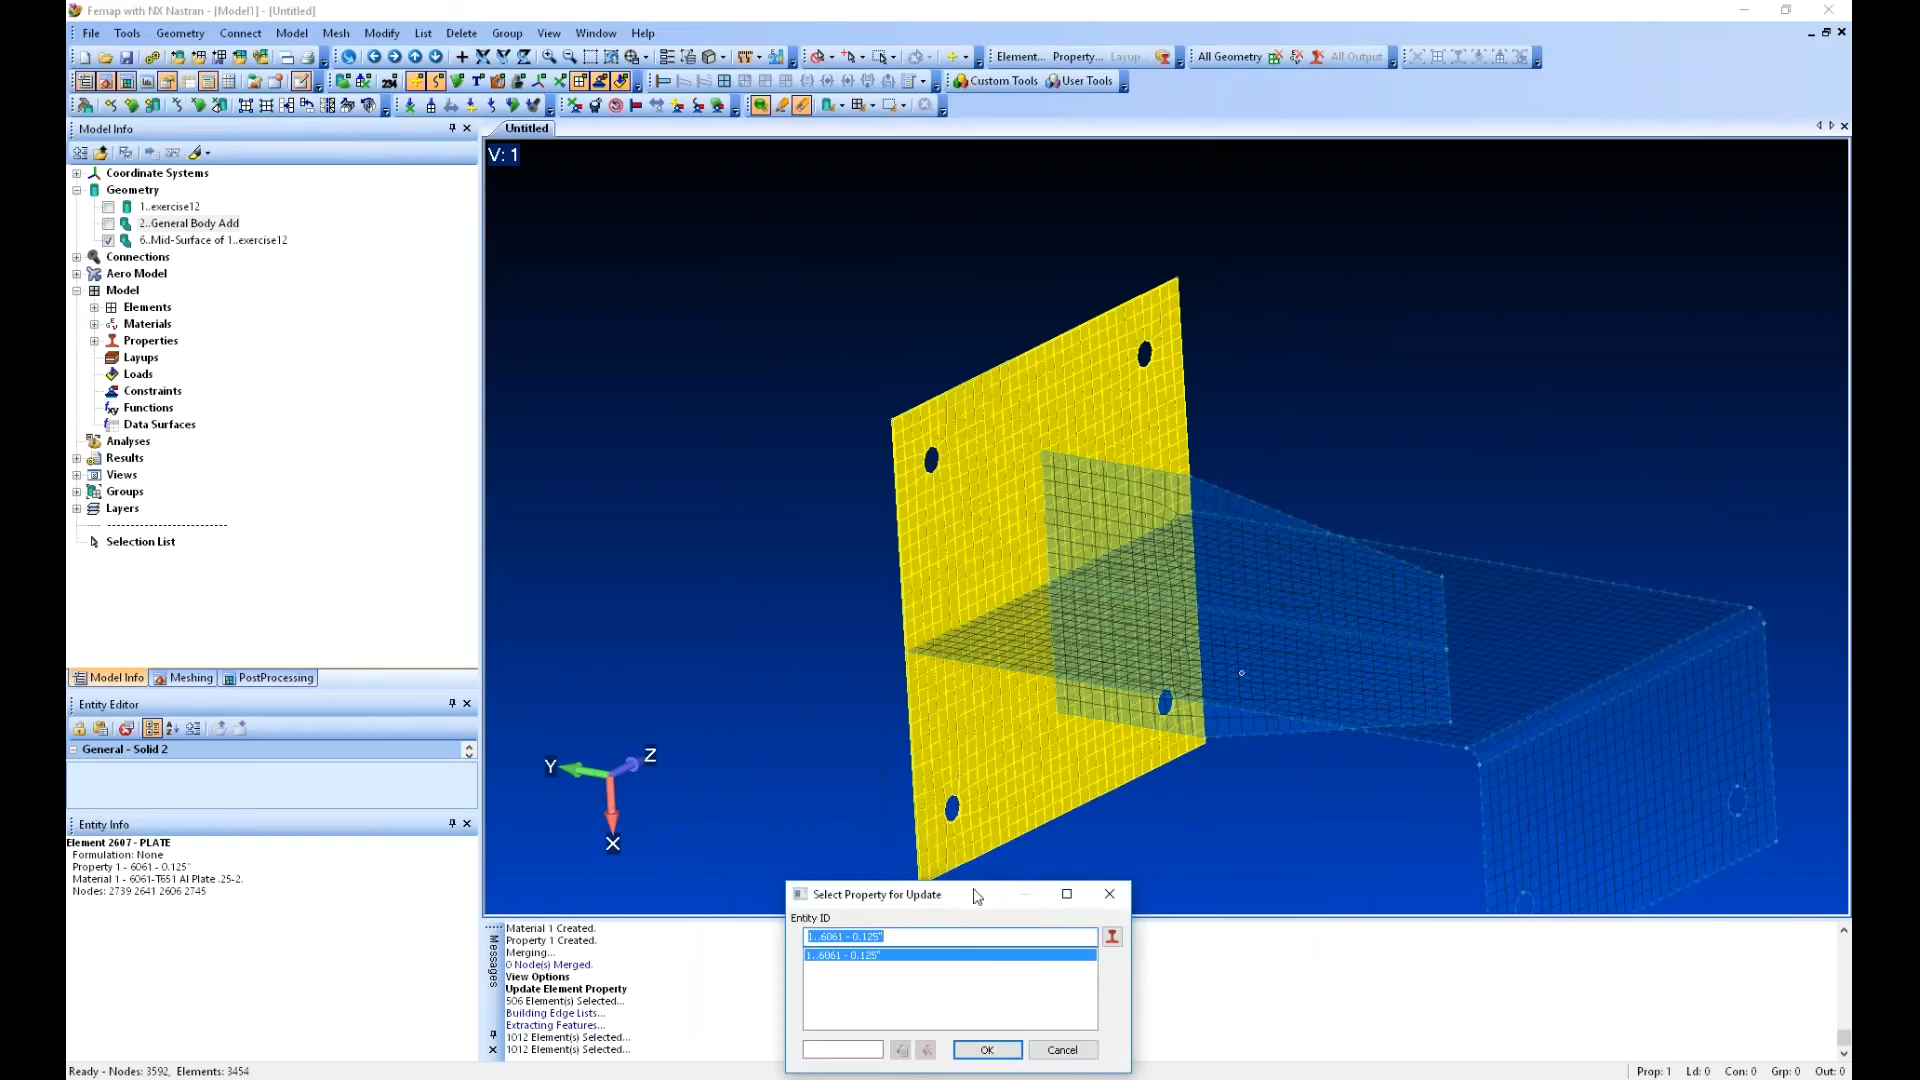 Femap with NX Nastran - [Model1] - [Untitled]
File Tools Geometry Connect Model Mesh Modify List Delete Group View Window Help
Element... Property... Layup... All Geometry All Output
234 Custom Tools User Tools
Model Info
Untitled
V: 1
Coordinate Systems
Geometry
1..exercise12
2..General Body Add
6..Mid-Surface of 1..exercise12
Connections
Aero Model
Model
Elements
Materials
Properties
Layups
Loads
Constraints
Functions
Data Surfaces
Analyses
Results
Views
Groups
Layers
Selection List
Model Info Meshing PostProcessing
Entity Editor
General - Solid 2
Entity Info
Element 2607 - PLATE
Formulation: None
Property 1 - 6061 - 0.125"
Material 1 - 6061-T651 Al Plate .25-2.
Nodes: 2739 2641 2606 2745
Y
Z
X
Messages
Material 1 Created.
Property 1 Created.
Merging...
0 Node(s) Merged.
View Options
Update Element Property
506 Element(s) Selected...
Building Edge Lists...
Extracting Features...
1012 Element(s) Selected...
1012 Element(s) Selected...
Select Property for Update
Entity ID
1..6061 - 0.125"
1..6061 - 0.125"
OK Cancel
Ready - Nodes: 3592, Elements: 3454
Prop: 1 Ld: 0 Con: 0 Grp: 0 Out: 0